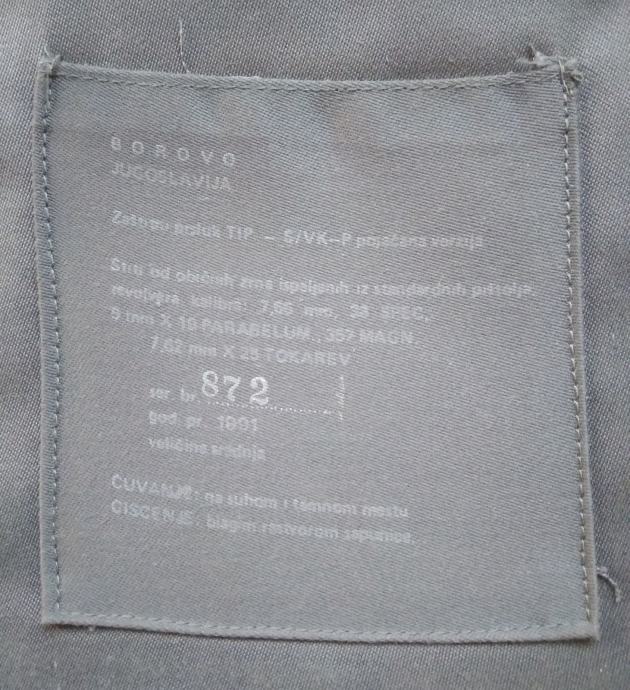 BOROVO
JUGOSLAVIJA
Zaštitni prsluk TIP – S/VK–P pojačana verzija
Štiti od običnih zrna ispaljenih iz standardnih pištolja,
revolvera kalibra: 7,65 mm, 38 SPEC,
9 mm X 19 PARABELUM, 357 MAGN.
7,62 mm X 25 TOKAREV
ser. br. 872
god. pr. 1991
veličina srednja
ČUVANJE: na suhom i tamnom mestu
ČIŠĆENJE: blagim rastvorom sapunice.